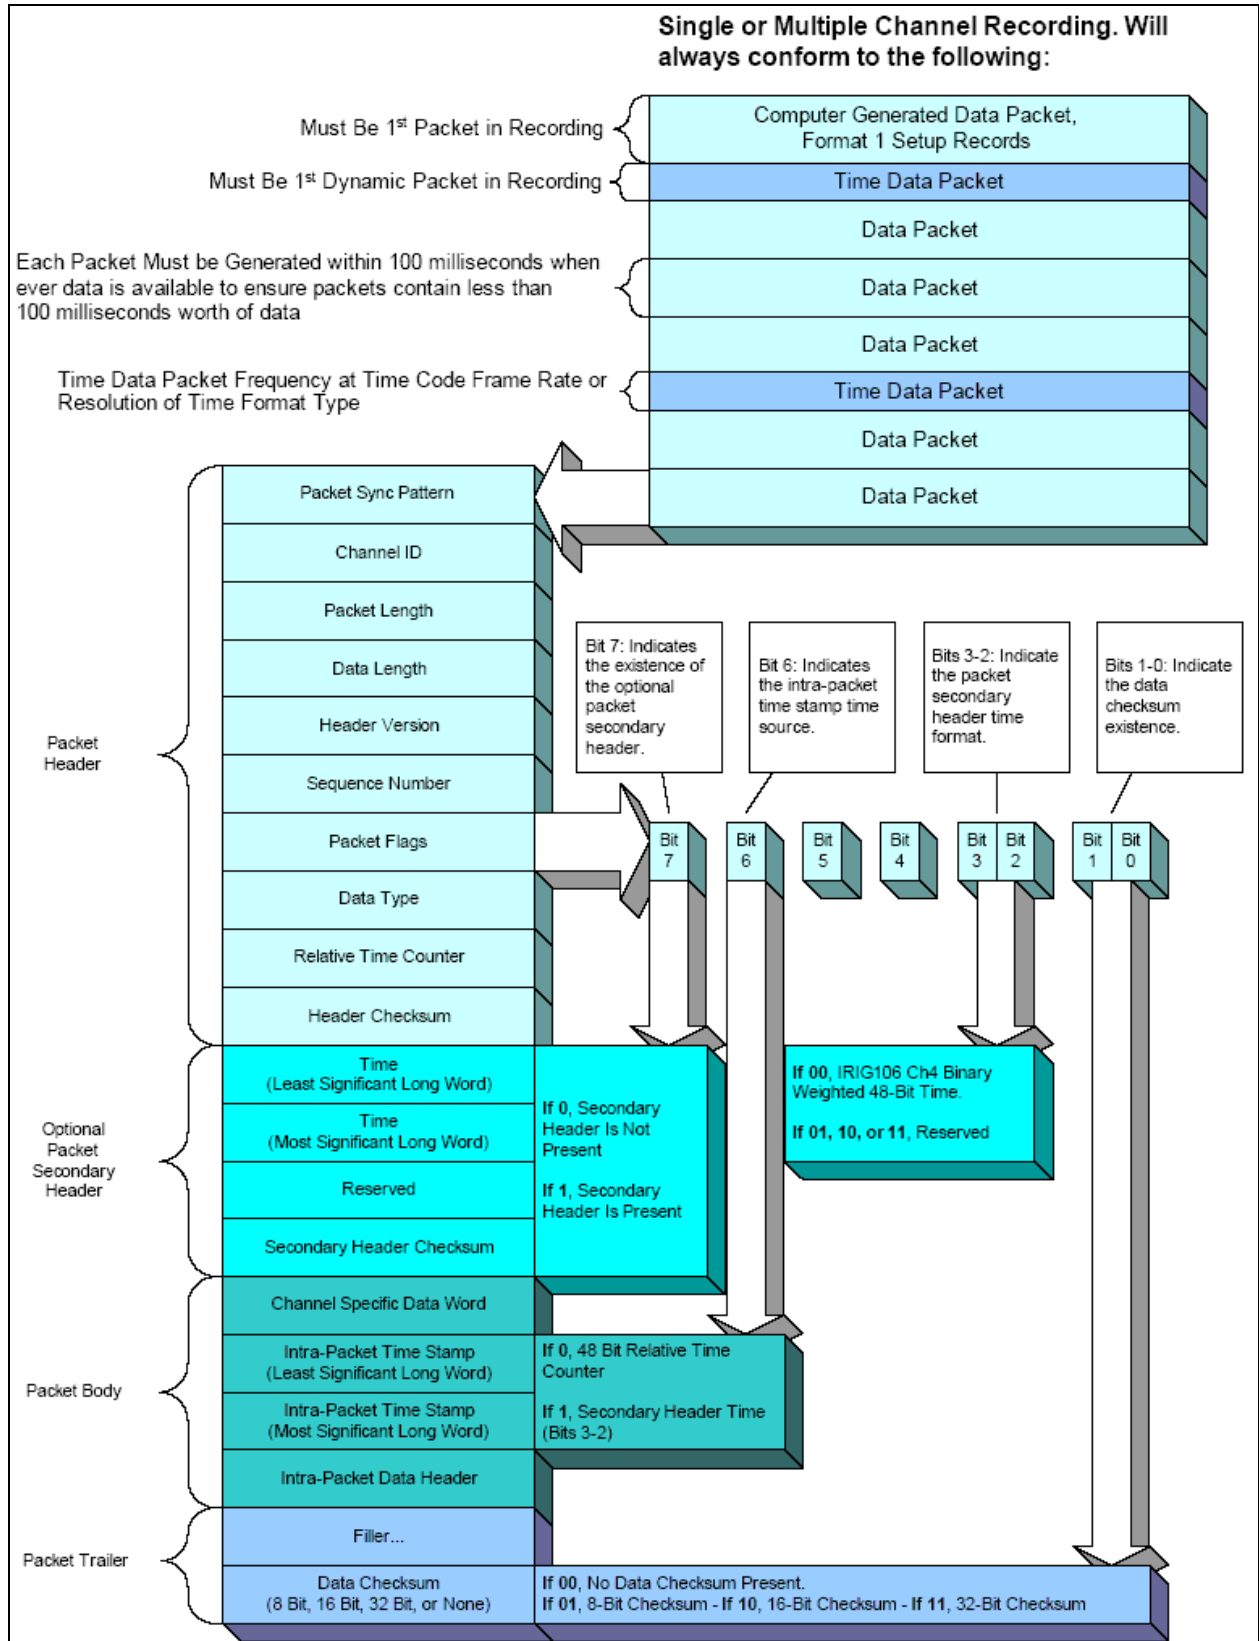 Single or Multiple Channel Recording. Will
always conform to the following:
Must Be 1st Packet in Recording
Computer Generated Data Packet,
Format 1 Setup Records
Must Be 1st Dynamic Packet in Recording
Time Data Packet
Data Packet
Each Packet Must be Generated within 100 milliseconds when
ever data is available to ensure packets contain less than
100 milliseconds worth of data
Data Packet
Data Packet
Time Data Packet Frequency at Time Code Frame Rate or
Resolution of Time Format Type
Time Data Packet
Data Packet
Data Packet
Packet
Header
Packet Sync Pattern
Channel ID
Packet Length
Data Length
Header Version
Sequence Number
Packet Flags
Data Type
Relative Time Counter
Header Checksum
Bit 7: Indicates
the existence of
the optional
packet
secondary
header.
Bit 6: Indicates
the intra-packet
time stamp time
source.
Bits 3-2: Indicate
the packet
secondary
header time
format.
Bits 1-0: Indicate
the data
checksum
existence.
Bit
7
Bit
6
Bit
5
Bit
4
Bit
3
Bit
2
Bit
1
Bit
0
Optional
Packet
Secondary
Header
Time
(Least Significant Long Word)
Time
(Most Significant Long Word)
Reserved
Secondary Header Checksum
If 0, Secondary
Header Is Not
Present
If 1, Secondary
Header Is Present
If 00, IRIG106 Ch4 Binary
Weighted 48-Bit Time.
If 01, 10, or 11, Reserved
Packet Body
Channel Specific Data Word
Intra-Packet Time Stamp
(Least Significant Long Word)
Intra-Packet Time Stamp
(Most Significant Long Word)
Intra-Packet Data Header
If 0, 48 Bit Relative Time
Counter
If 1, Secondary Header Time
(Bits 3-2)
Packet Trailer
Filler...
Data Checksum
(8 Bit, 16 Bit, 32 Bit, or None)
If 00, No Data Checksum Present.
If 01, 8-Bit Checksum - If 10, 16-Bit Checksum - If 11, 32-Bit Checksum